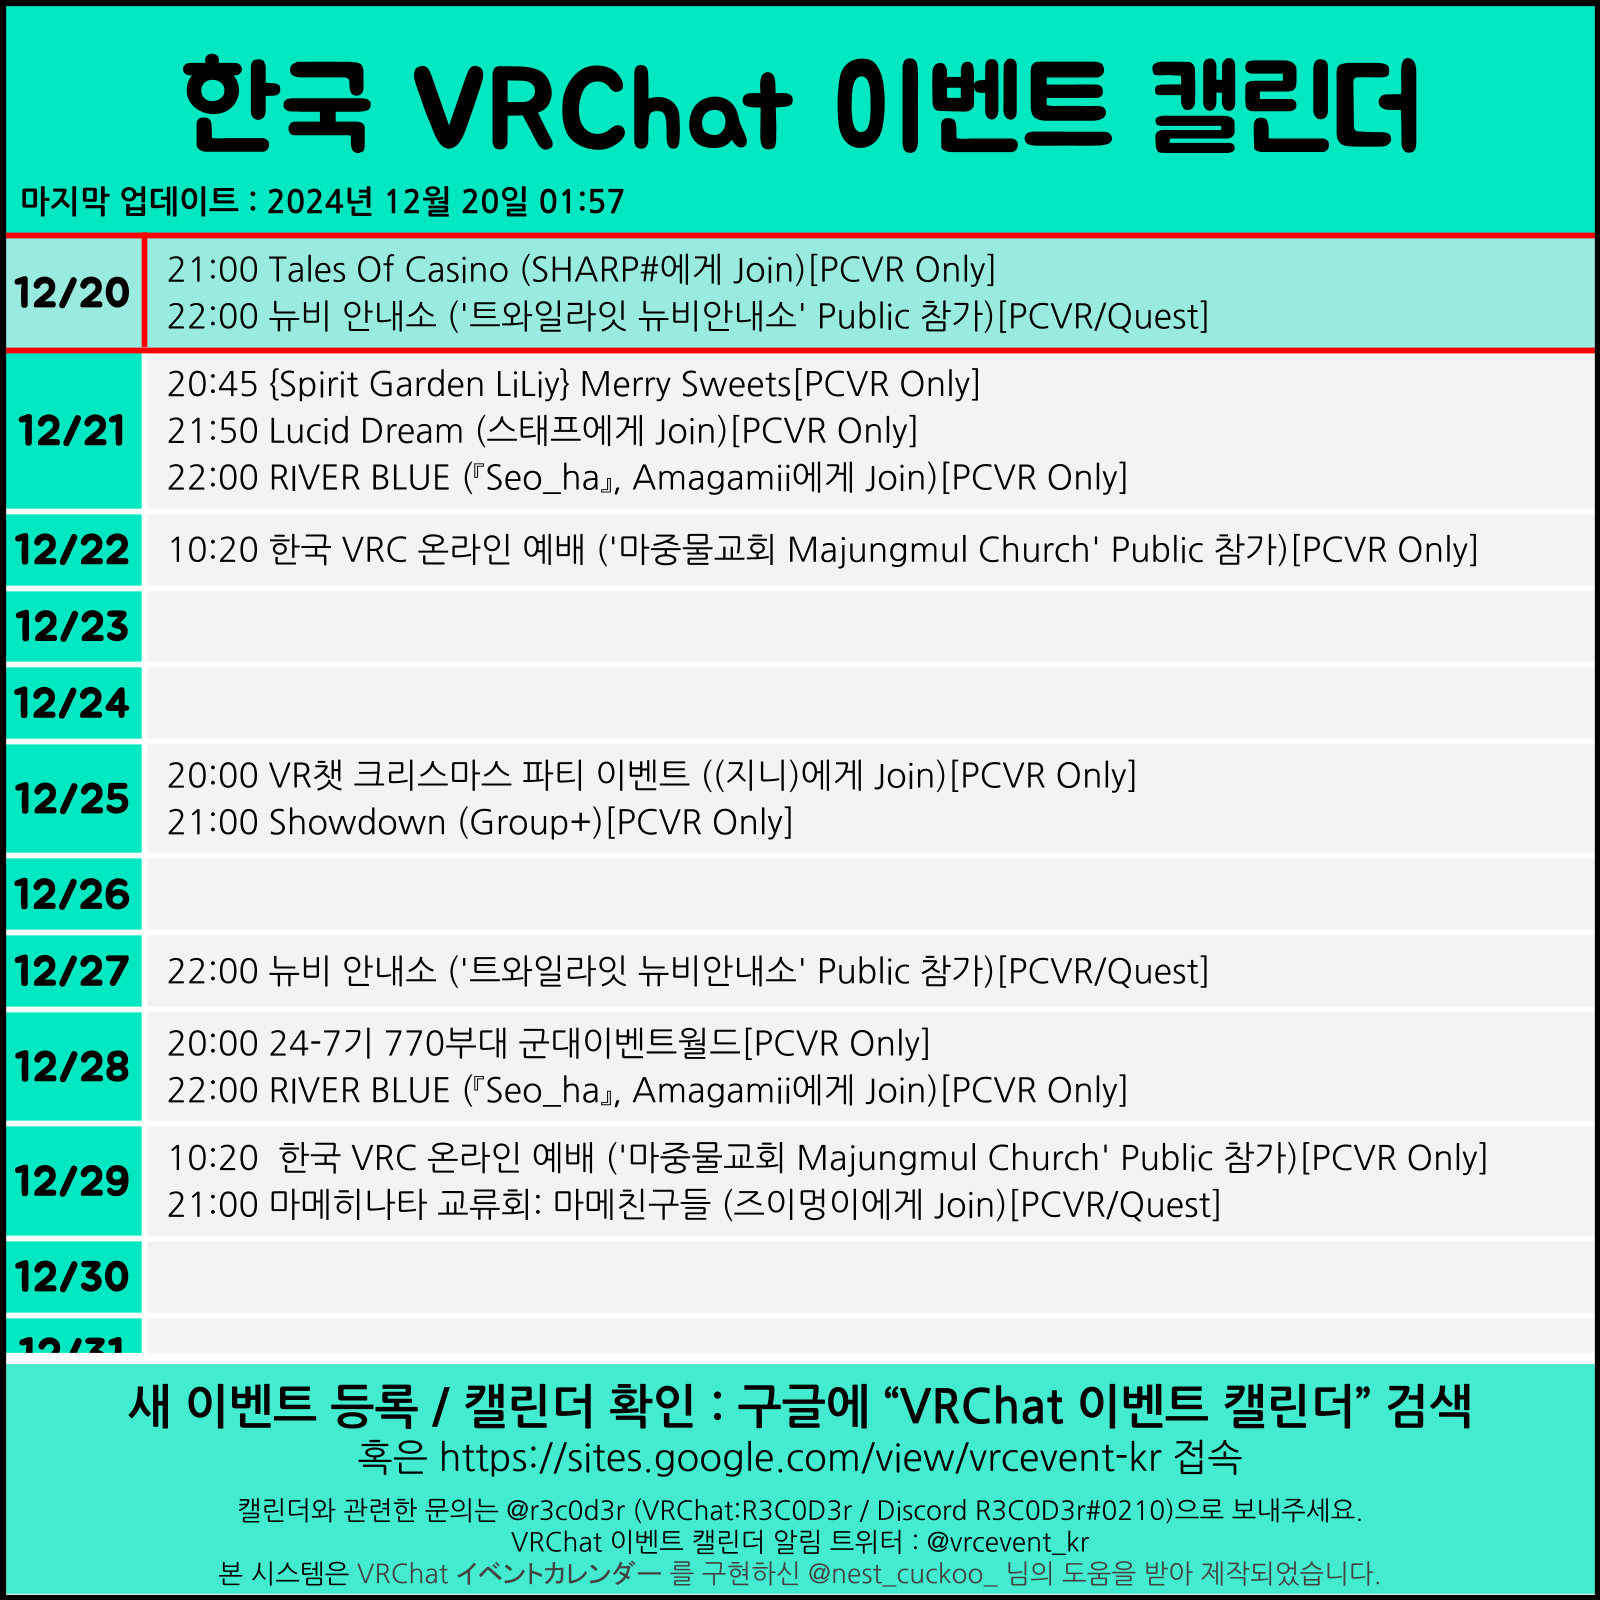 한국 VRChat 이벤트 캘린더
마지막 업데이트 : 2024년 12월 20일 01:57
12/20
21:00 Tales Of Casino (SHARP#에게 Join)[PCVR Only]
22:00 뉴비 안내소 ('트와일라잇 뉴비안내소' Public 참가)[PCVR/Quest]
12/21
20:45 {Spirit Garden LiLiy} Merry Sweets[PCVR Only]
21:50 Lucid Dream (스태프에게 Join)[PCVR Only]
22:00 RIVER BLUE (『Seo_ha』, Amagamii에게 Join)[PCVR Only]
12/22
10:20 한국 VRC 온라인 예배 ('마중물교회 Majungmul Church' Public 참가)[PCVR Only]
12/23
12/24
12/25
20:00 VR챗 크리스마스 파티 이벤트 ((지니)에게 Join)[PCVR Only]
21:00 Showdown (Group+)[PCVR Only]
12/26
12/27
22:00 뉴비 안내소 ('트와일라잇 뉴비안내소' Public 참가)[PCVR/Quest]
12/28
20:00 24-7기 770부대 군대이벤트월드[PCVR Only]
22:00 RIVER BLUE (『Seo_ha』, Amagamii에게 Join)[PCVR Only]
12/29
10:20  한국 VRC 온라인 예배 ('마중물교회 Majungmul Church' Public 참가)[PCVR Only]
21:00 마메히나타 교류회: 마메친구들 (즈이멍이에게 Join)[PCVR/Quest]
12/30
12/31
새 이벤트 등록 / 캘린더 확인 : 구글에 “VRChat 이벤트 캘린더” 검색
혹은 https://sites.google.com/view/vrcevent-kr 접속
캘린더와 관련한 문의는 @r3c0d3r (VRChat:R3C0D3r / Discord R3C0D3r#0210)으로 보내주세요.
VRChat 이벤트 캘린더 알림 트위터 : @vrcevent_kr
본 시스템은 VRChat イベントカレンダー 를 구현하신 @nest_cuckoo_ 님의 도움을 받아 제작되었습니다.